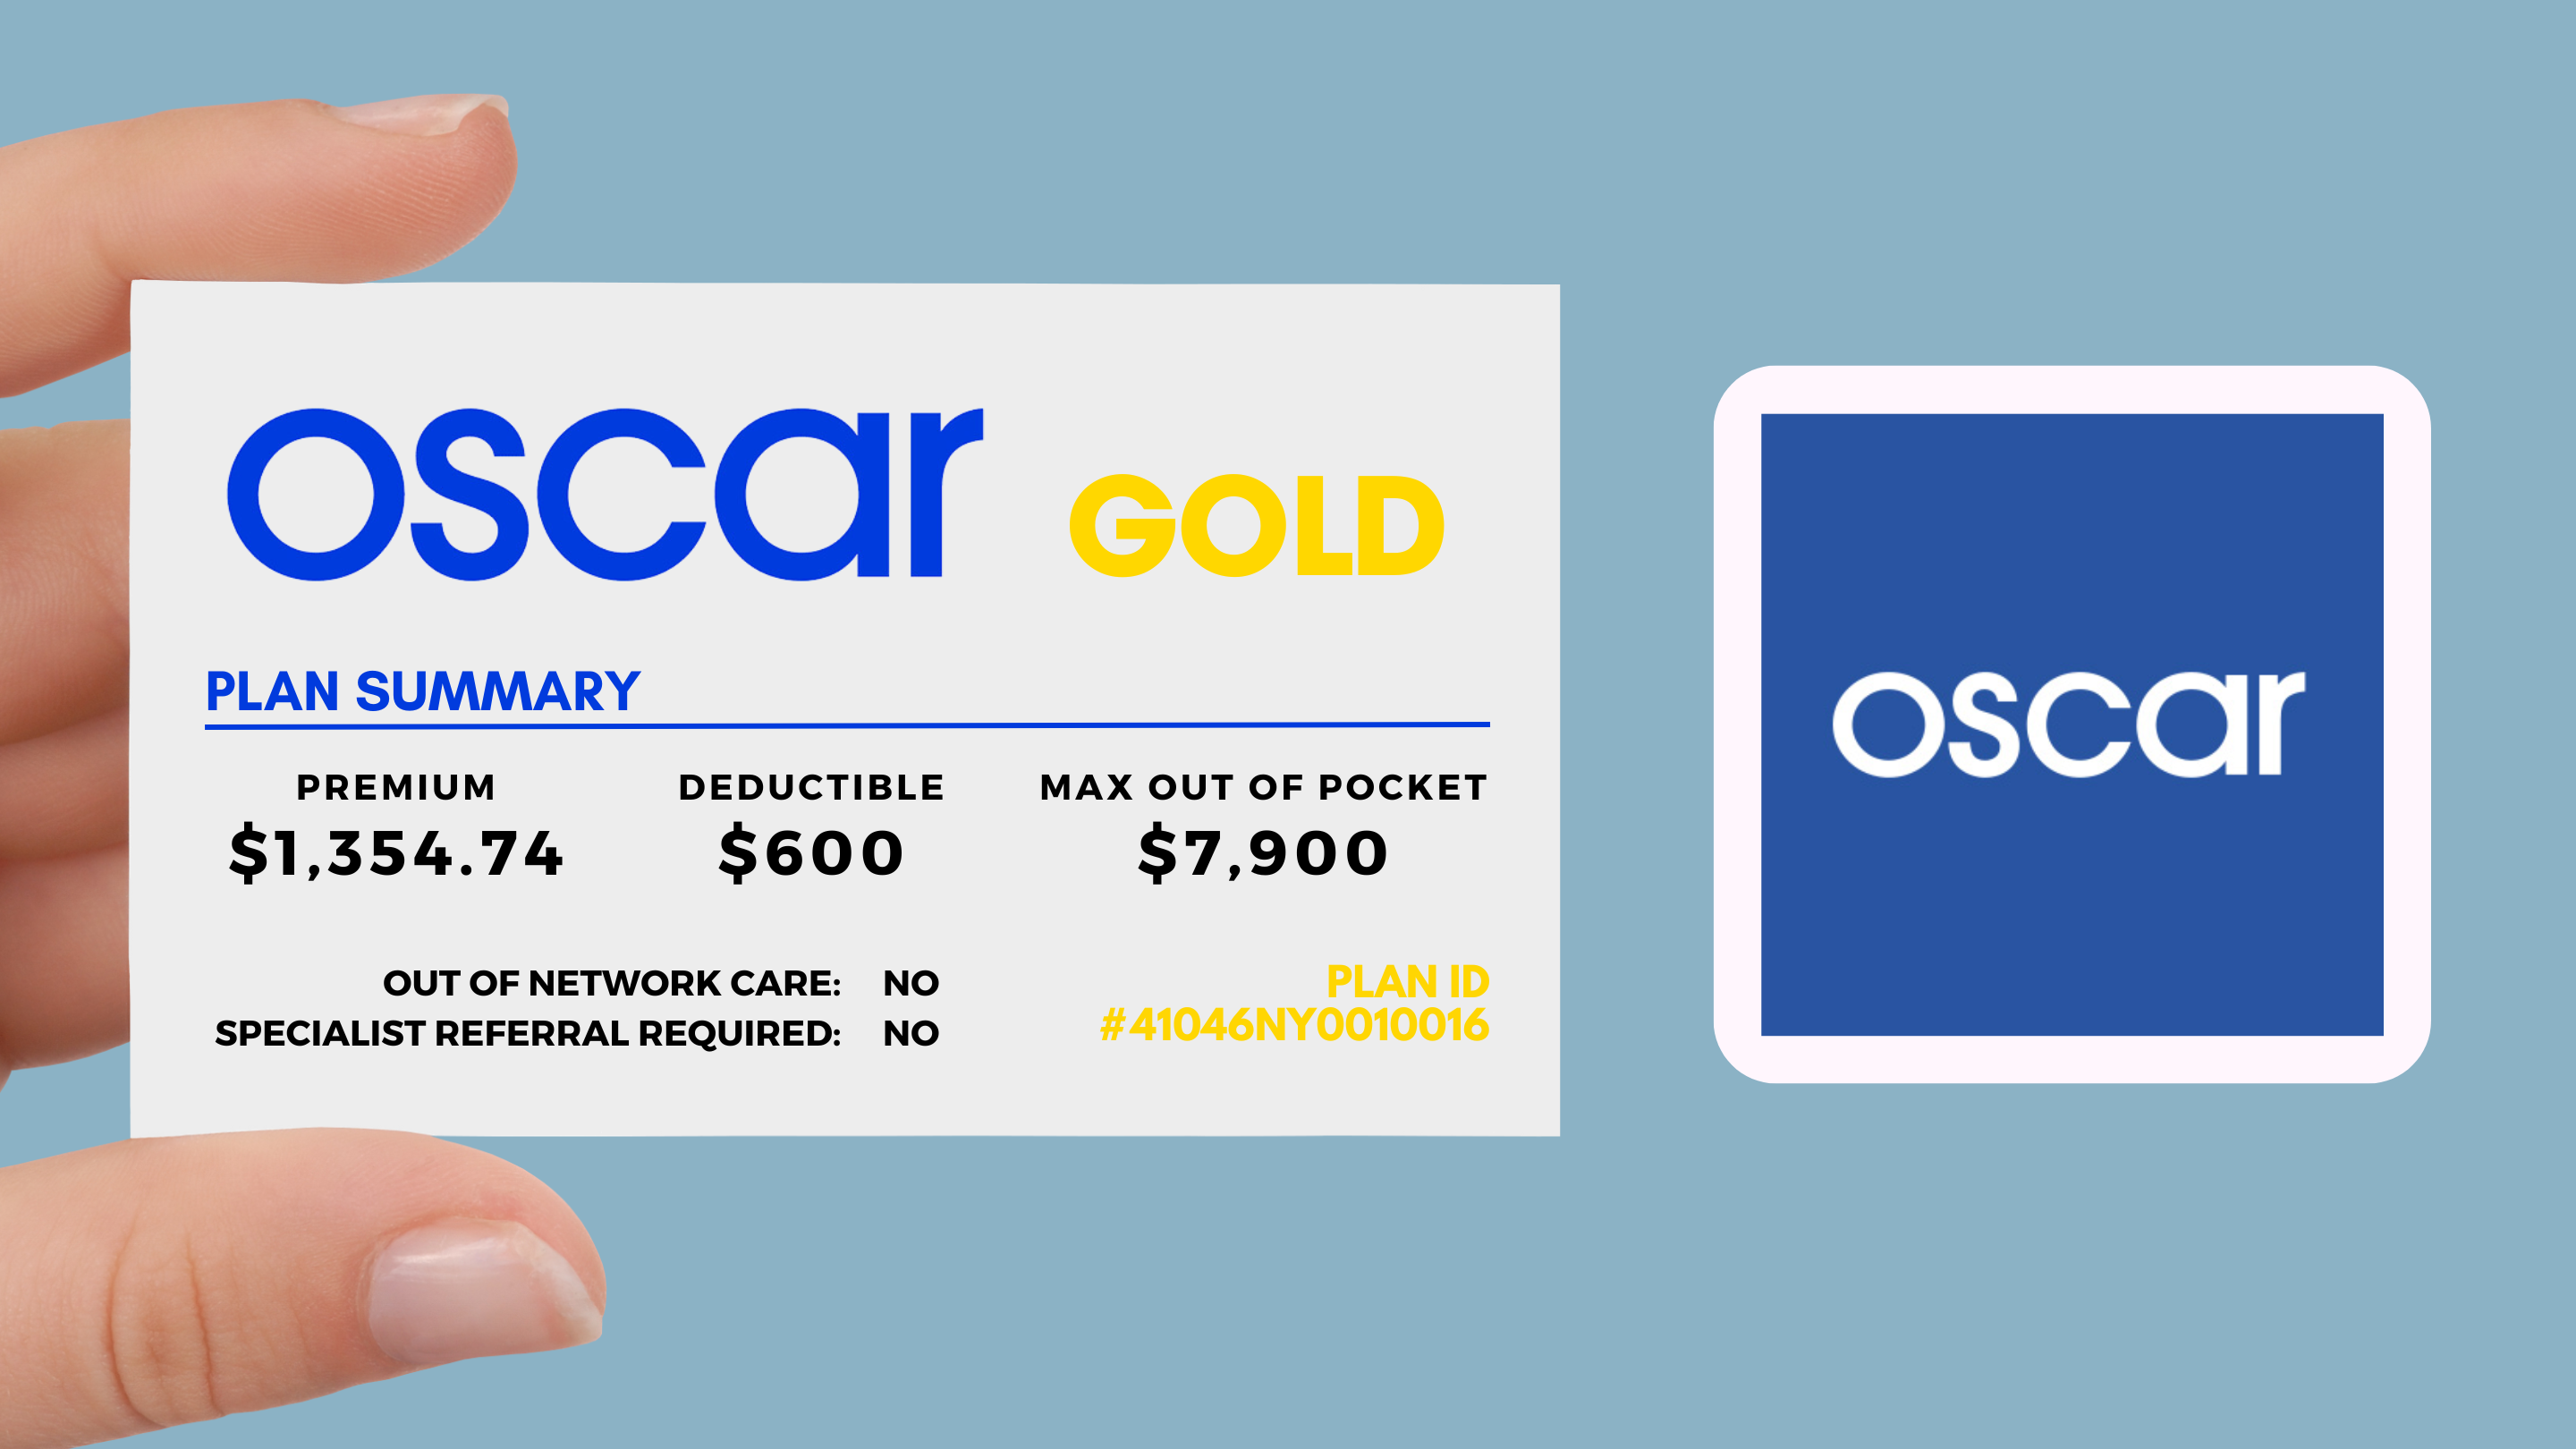 oscar GOLD
PLAN SUMMARY
PREMIUM DEDUCTIBLE MAX OUT OF POCKET
$1,354.74 $600 $7,900
OUT OF NETWORK CARE: NO
SPECIALIST REFERRAL REQUIRED: NO
PLAN ID
#41046NY0010016
oscar